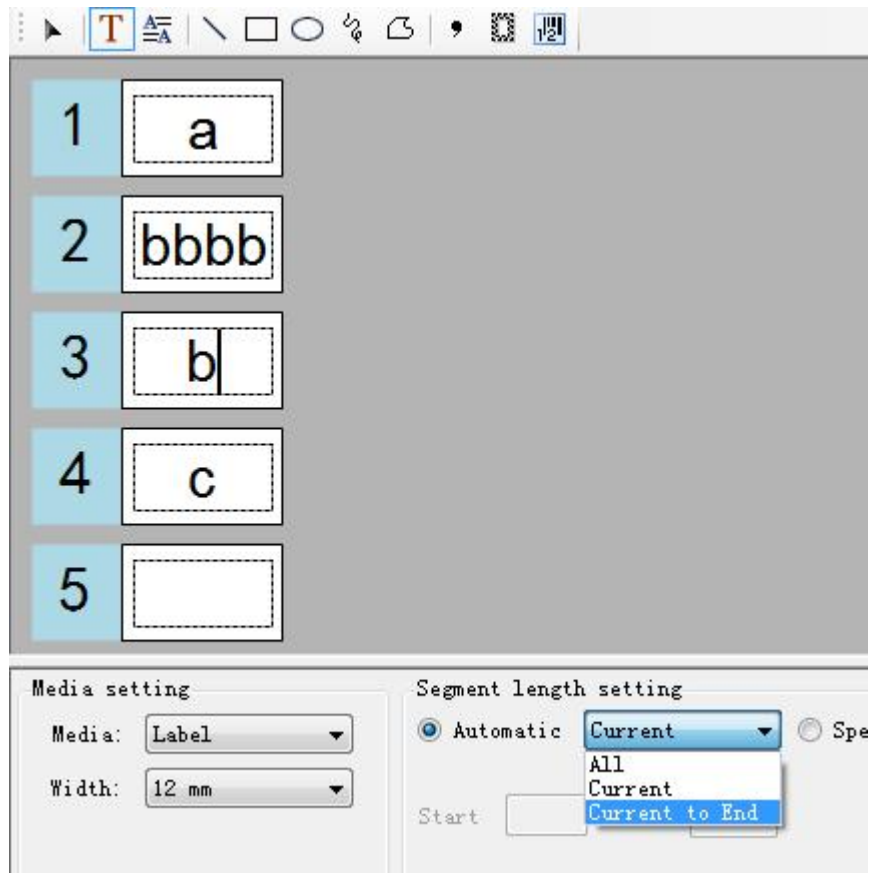 T A A
1 a
2 bbbb
3 b
4 c
5
Media setting
Media: Label
Width: 12 mm
Segment length setting
Automatic Current Spe
All
Current
Current to End
Start